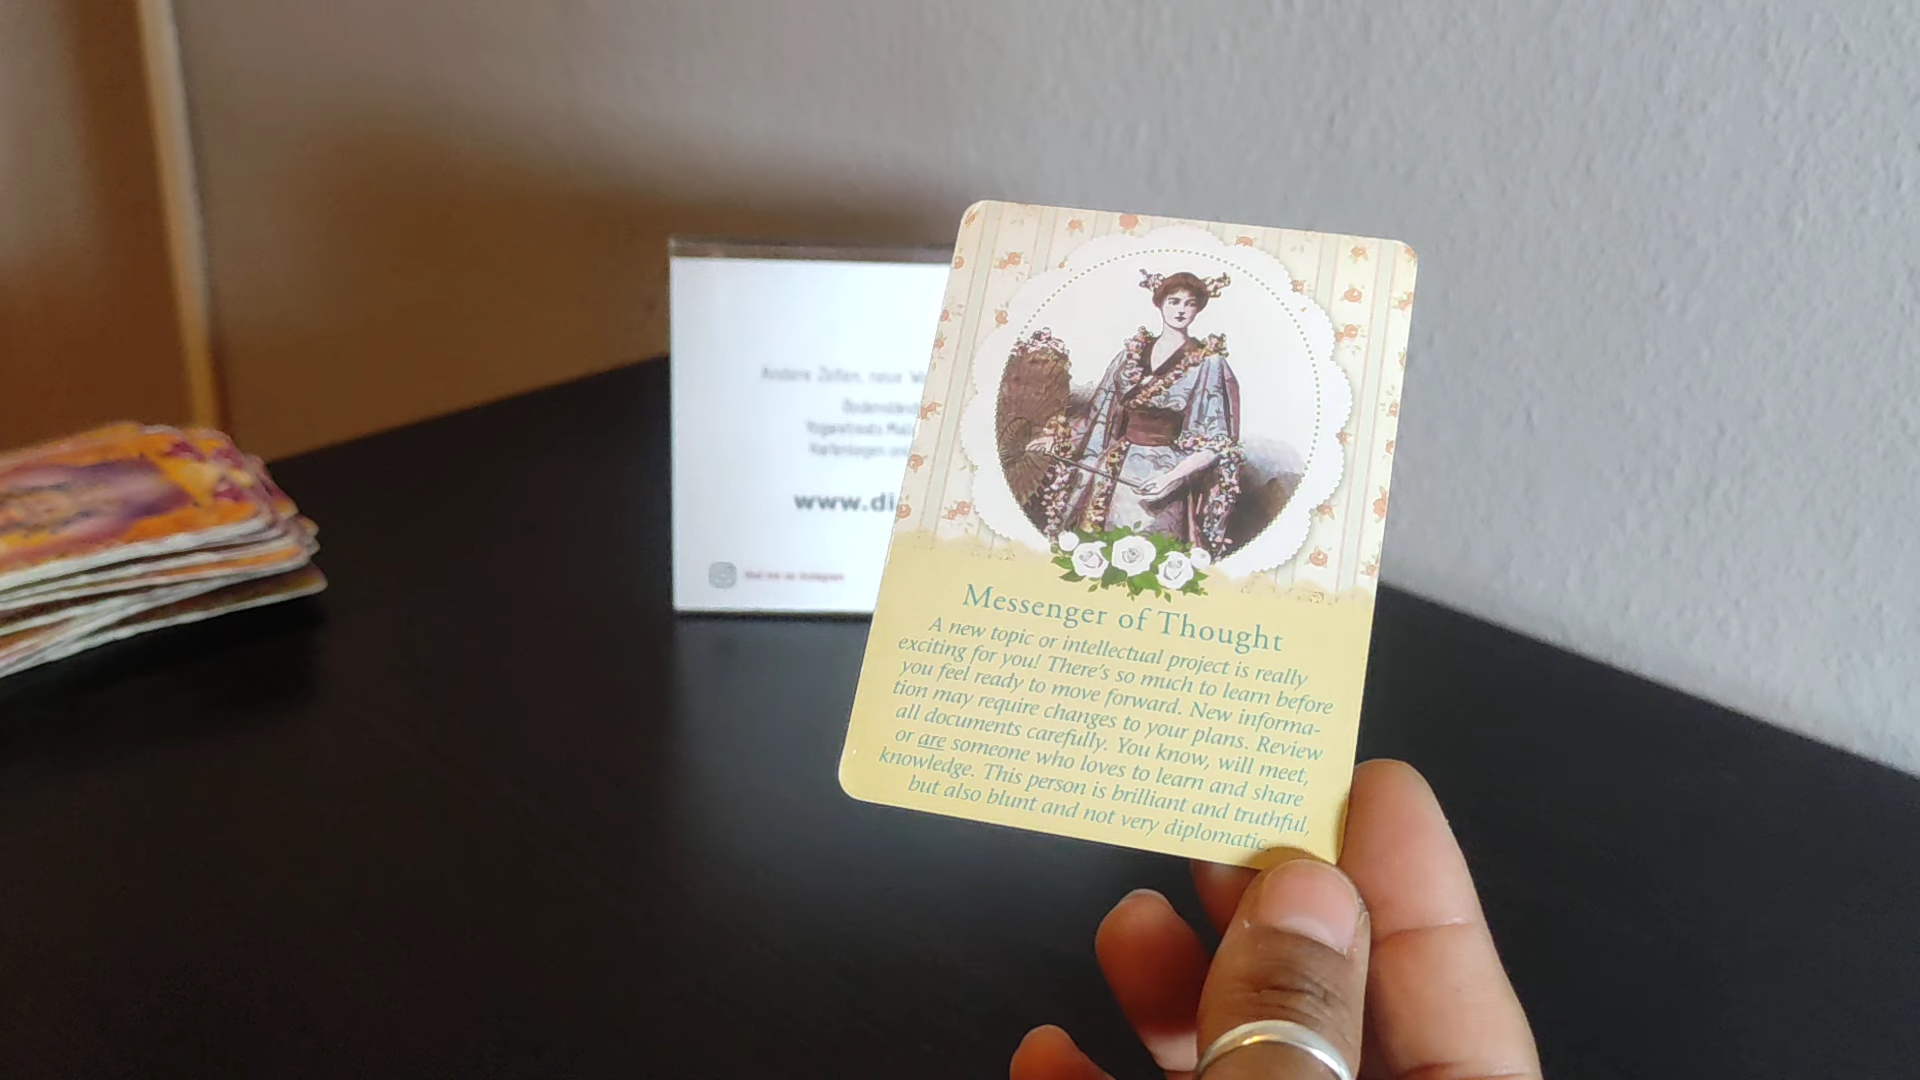 Andere Zeiten, neue
www.di
Messenger of Thought
A new topic or intellectual project is really
exciting for you! There's so much to learn before
you feel ready to move forward. New informa-
tion may require changes to your plans. Review
all documents carefully. You know, will meet,
or are someone who loves to learn and share
knowledge. This person is brilliant and truthful,
but also blunt and not very diplomatic.